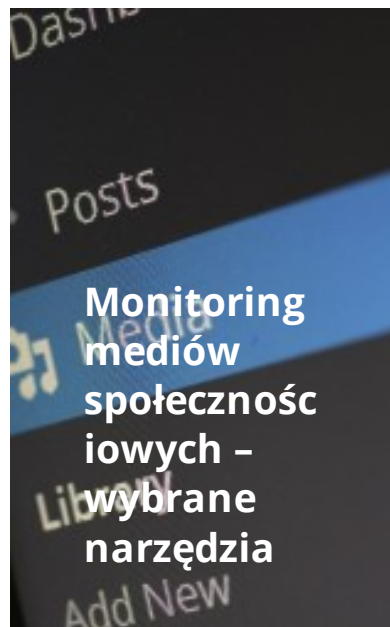 Dashb
Posts
Media
Library
Add New
Monitoring
mediów
społecznośc
iowych –
wybrane
narzędzia